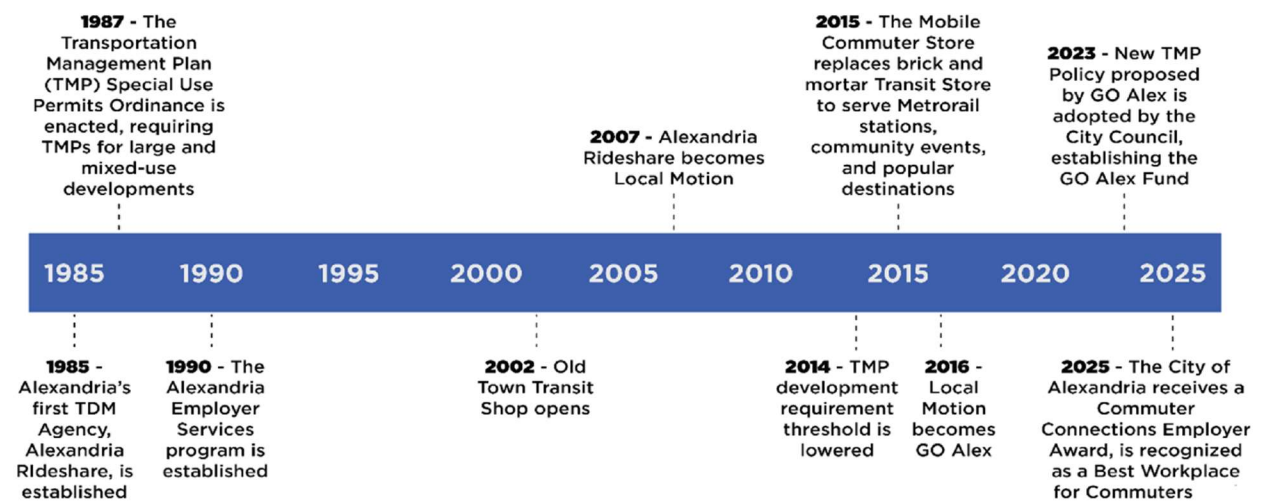 1987 - The
Transportation
Management Plan
(TMP) Special Use
Permits Ordinance is
enacted, requiring
TMPs for large and
mixed-use
developments
2007 - Alexandria
Rideshare becomes
Local Motion
2015 - The Mobile
Commuter Store
replaces brick and
mortar Transit Store
to serve Metrorail
stations,
community events,
and popular
destinations
2023 - New TMP
Policy proposed
by GO Alex is
adopted by the
City Council,
establishing the
GO Alex Fund
1985 1990 1995 2000 2005 2010 2015 2020 2025
1985 -
Alexandria's
first TDM
Agency,
Alexandria
RIdeshare, is
established
1990 - The
Alexandria
Employer
Services
program is
established
2002 - Old
Town Transit
Shop opens
2014 - TMP
development
requirement
threshold is
lowered
2016 -
Local
Motion
becomes
GO Alex
2025 - The City of
Alexandria receives a
Commuter
Connections Employer
Award, is recognized
as a Best Workplace
for Commuters